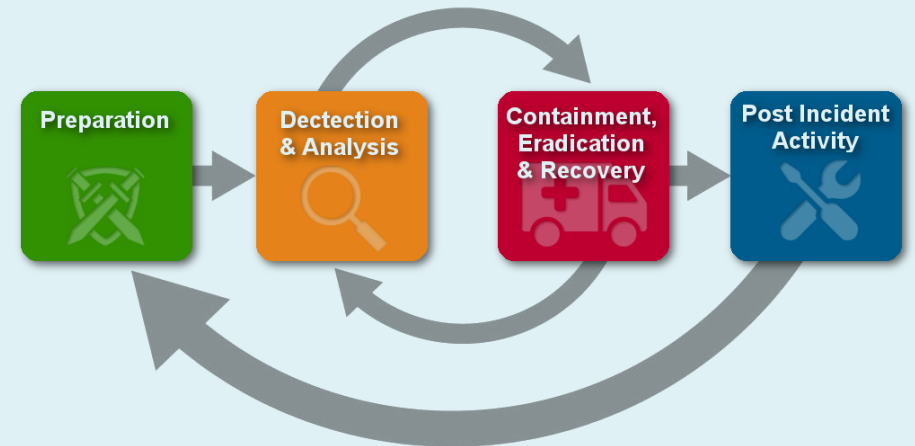 Preparation
Dectection
& Analysis
Containment,
Eradication
& Recovery
Post Incident
Activity